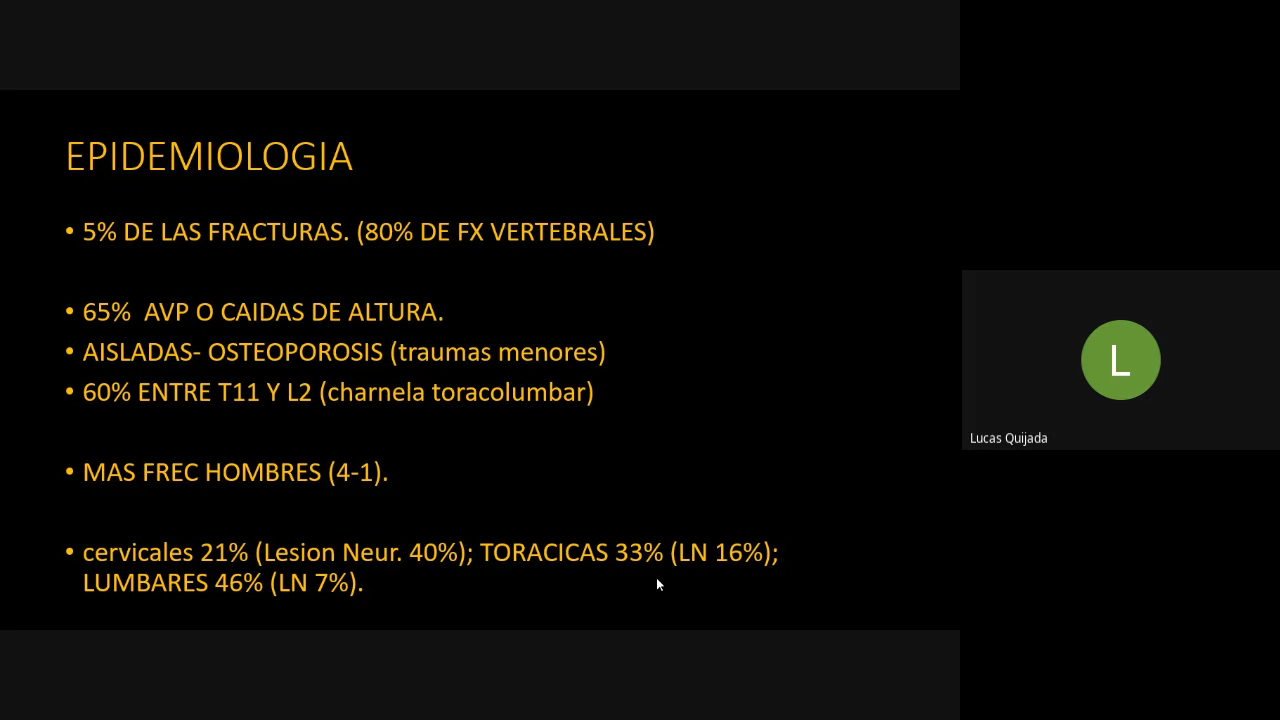 EPIDEMIOLOGIA
• 5% DE LAS FRACTURAS. (80% DE FX VERTEBRALES)
• 65% AVP O CAIDAS DE ALTURA.
• AISLADAS- OSTEOPOROSIS (traumas menores)
• 60% ENTRE T11 Y L2 (charnela toracolumbar)
• MAS FREC HOMBRES (4-1).
• cervicales 21% (Lesion Neur. 40%); TORACICAS 33% (LN 16%);
LUMBARES 46% (LN 7%).
L
Lucas Quijada